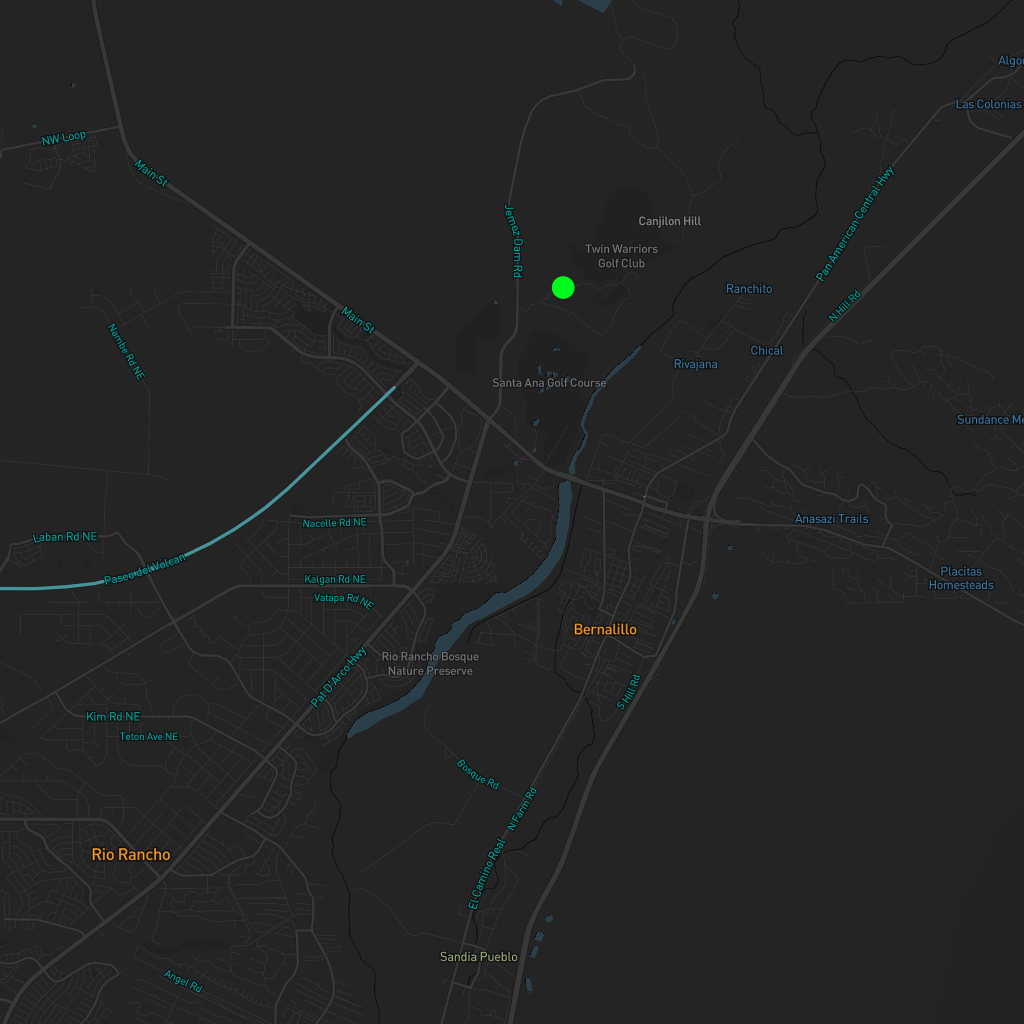 Algo
Las Colonias
NW Loop
Main St
Pan American Central Hwy
Jemez Dam Rd
Canjilon Hill
Twin Warriors
Golf Club
Ranchito
N Hill Rd
Main St
Nambe Rd NE
Chical
Rivajana
Santa Ana Golf Course
Sundance Me
Nacelle Rd NE
Anasazi Trails
Laban Rd NE
Paseo del Volcan
Kalgan Rd NE
Placitas
Homesteads
Vatapa Rd NE
Bernalillo
Rio Rancho Bosque
Nature Preserve
Pat D'Arco Hwy
S Hill Rd
Kim Rd NE
Teton Ave NE
Bosque Rd
N Farm Rd
Rio Rancho
El Camino Real
Sandia Pueblo
Angel Rd